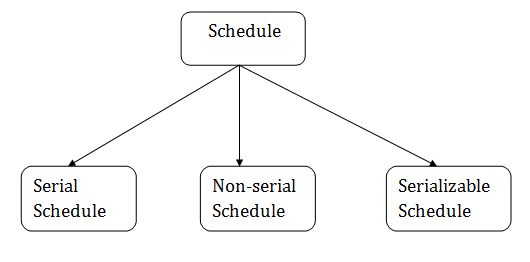 Schedule
Serial
Schedule
Non-serial
Schedule
Serializable
Schedule